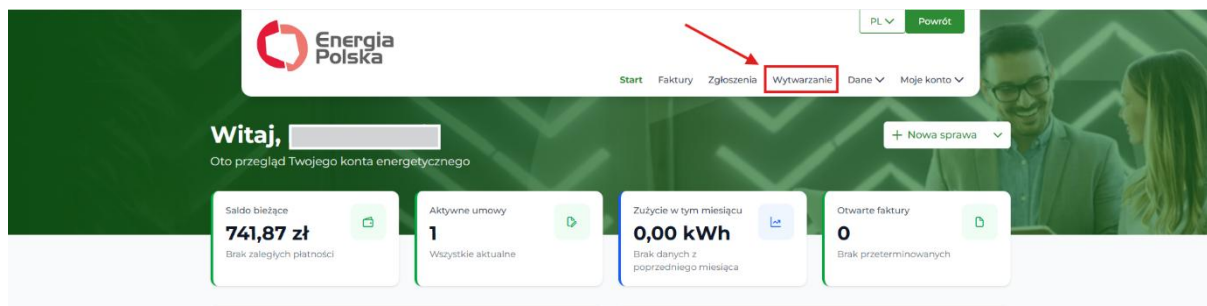 Energia
Polska
PL
Powrót
Start Faktury Zgłoszenia Wytwarzanie Dane Moje konto
Witaj,
+ Nowa sprawa
Oto przegląd Twojego konta energetycznego
Saldo bieżące
741,87 zł
Brak zaległych płatności
Aktywne umowy
1
Wszystkie aktualne
Zużycie w tym miesiącu
0,00 kWh
Brak danych z
poprzedniego miesiąca
Otwarte faktury
0
Brak przeterminowanych